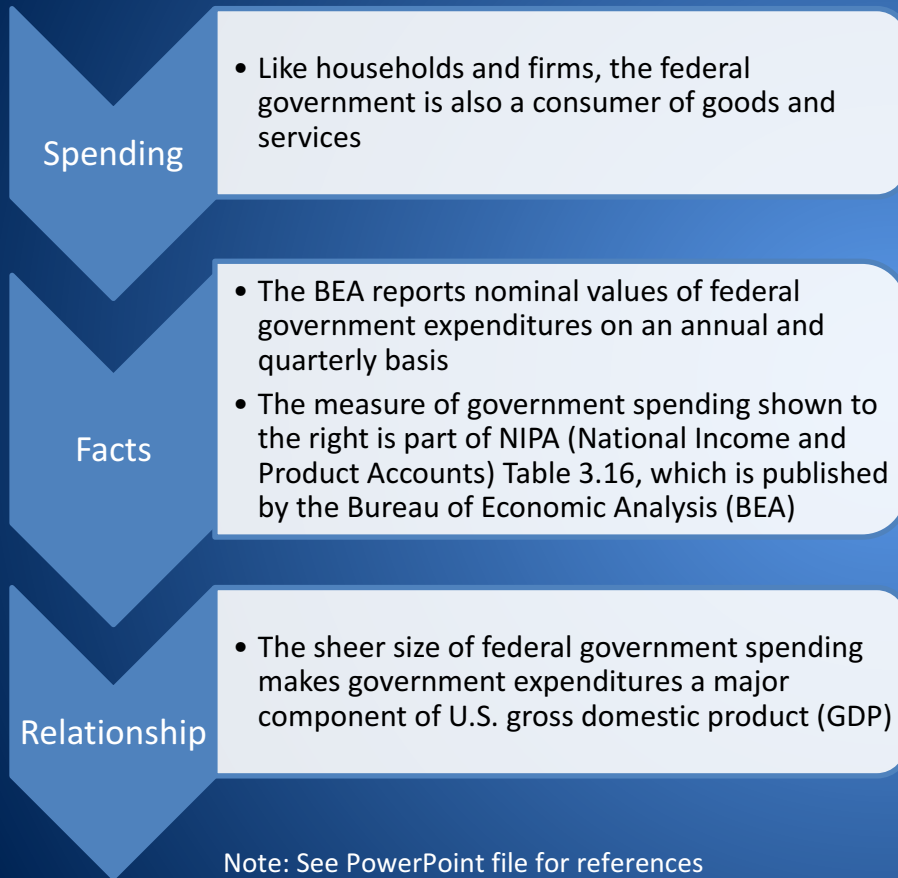 Spending
• Like households and firms, the federal
government is also a consumer of goods and
services
Facts
• The BEA reports nominal values of federal
government expenditures on an annual and
quarterly basis
• The measure of government spending shown to
the right is part of NIPA (National Income and
Product Accounts) Table 3.16, which is published
by the Bureau of Economic Analysis (BEA)
Relationship
• The sheer size of federal government spending
makes government expenditures a major
component of U.S. gross domestic product (GDP)
Note: See PowerPoint file for references